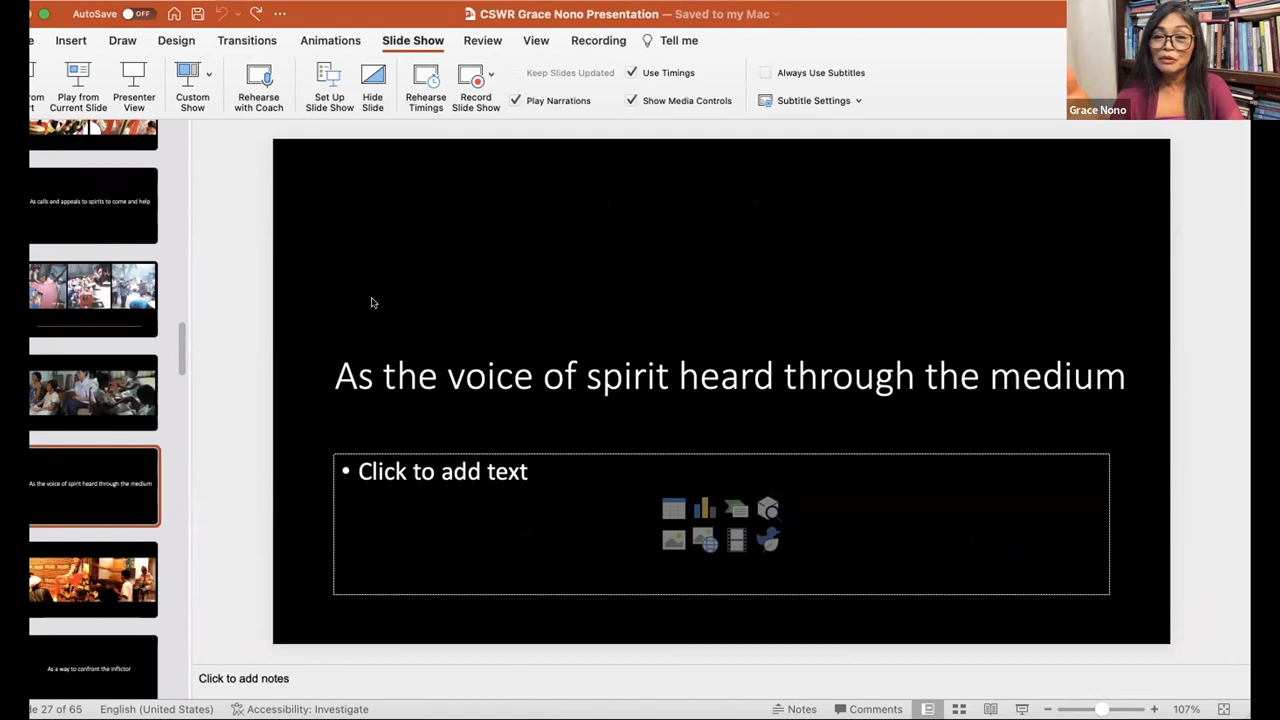 AutoSave OFF
CSWR Grace Nono Presentation — Saved to my Mac
Insert Draw Design Transitions Animations Slide Show Review View Recording Tell me
Play from Current Slide
Presenter View
Custom Show
Rehearse with Coach
Set Up Slide Show
Hide Slide
Rehearse Timings
Record Slide Show
Keep Slides Updated
Use Timings
Play Narrations
Show Media Controls
Always Use Subtitles
Subtitle Settings
Grace Nono
As calls and appeals to spirits to come and help
As the voice of spirit heard through the medium
As a way to confront the inflictor
As the voice of spirit heard through the medium
• Click to add text
Click to add notes
27 of 65
English (United States)
Accessibility: Investigate
Notes
Comments
107%